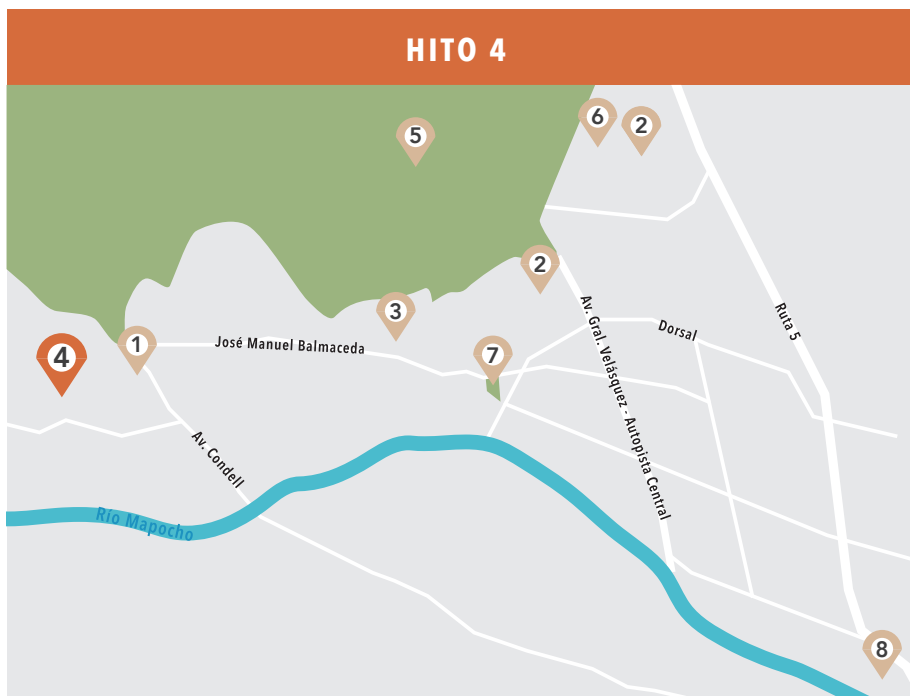 HITO 4
6
2
5
2
3
Ruta 5
Av. Gral. Velásquez - Autopista Central
Dorsal
1
José Manuel Balmaceda
4
7
Av. Condell
Río Mapocho
8